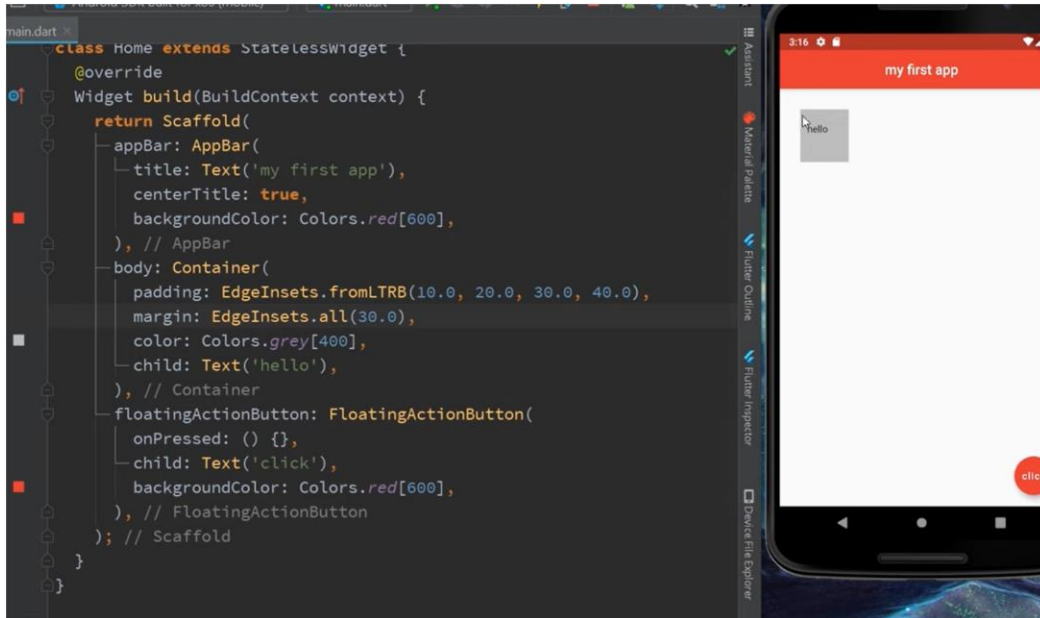 main.dart
class Home extends StatelessWidget {
@override
Widget build(BuildContext context) {
return Scaffold(
appBar: AppBar(
title: Text('my first app'),
centerTitle: true,
backgroundColor: Colors.red[600],
), // AppBar
body: Container(
padding: EdgeInsets.fromLTRB(10.0, 20.0, 30.0, 40.0),
margin: EdgeInsets.all(30.0),
color: Colors.grey[400],
child: Text('hello'),
), // Container
floatingActionButton: FloatingActionButton(
onPressed: () {},
child: Text('click'),
backgroundColor: Colors.red[600],
), // FloatingActionButton
); // Scaffold
}
}
Assistant
Material Palette
Flutter Outline
Flutter Inspector
Device File Explorer
3:16
my first app
hello
clic